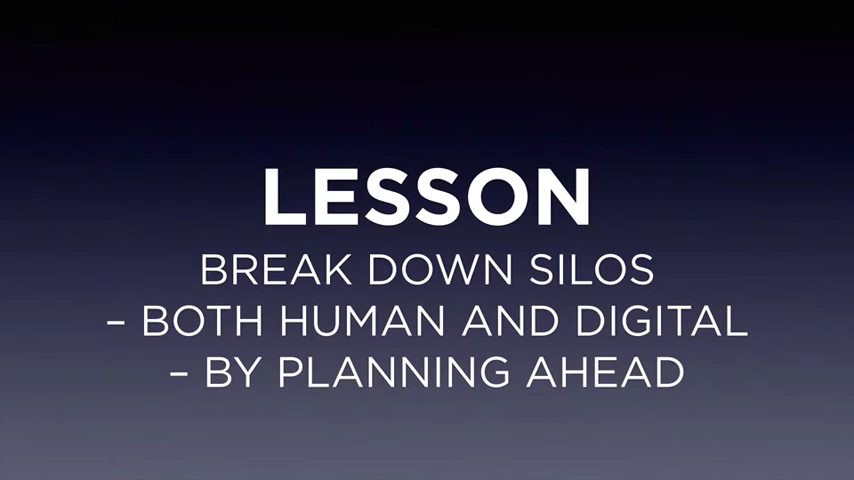 LESSON
BREAK DOWN SILOS
– BOTH HUMAN AND DIGITAL
– BY PLANNING AHEAD